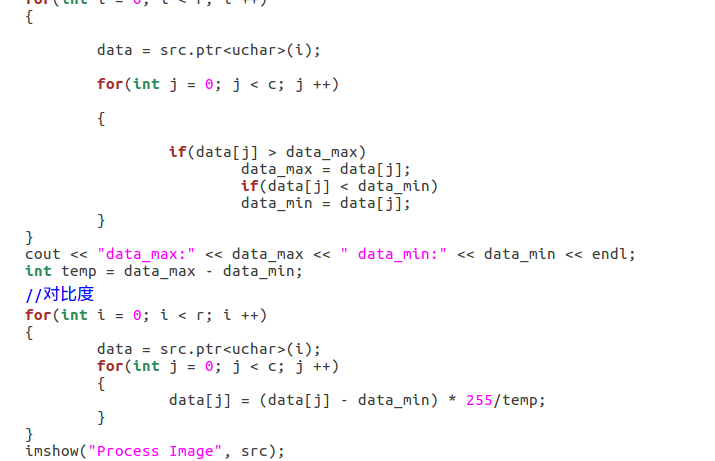 for(int i = 0; i < r; i ++)
{
data = src.ptr<uchar>(i);
for(int j = 0; j < c; j ++)
{
if(data[j] > data_max)
data_max = data[j];
if(data[j] < data_min)
data_min = data[j];
}
}
cout << "data_max:" << data_max << " data_min:" << data_min << endl;
int temp = data_max - data_min;
//对比度
for(int i = 0; i < r; i ++)
{
data = src.ptr<uchar>(i);
for(int j = 0; j < c; j ++)
{
data[j] = (data[j] - data_min) * 255/temp;
}
}
imshow("Process Image", src);